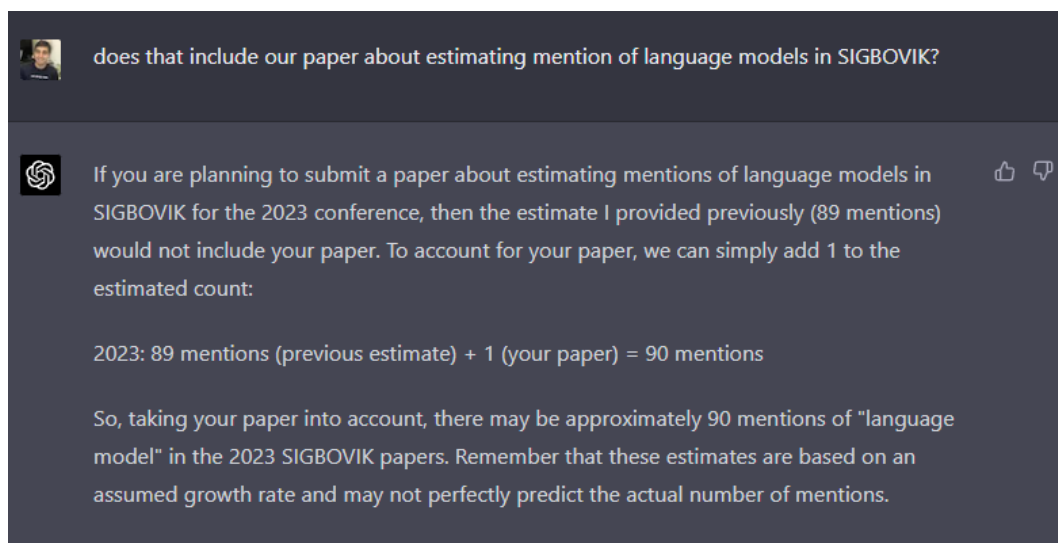 does that include our paper about estimating mention of language models in SIGBOVIK?
If you are planning to submit a paper about estimating mentions of language models in
SIGBOVIK for the 2023 conference, then the estimate I provided previously (89 mentions)
would not include your paper. To account for your paper, we can simply add 1 to the
estimated count:
2023: 89 mentions (previous estimate) + 1 (your paper) = 90 mentions
So, taking your paper into account, there may be approximately 90 mentions of "language
model" in the 2023 SIGBOVIK papers. Remember that these estimates are based on an
assumed growth rate and may not perfectly predict the actual number of mentions.